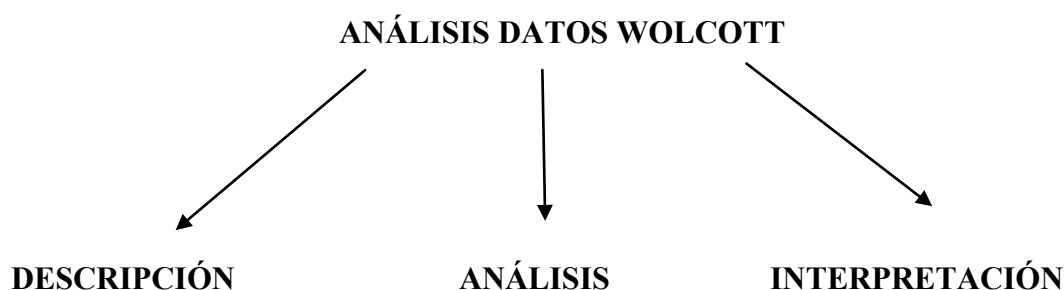 ANÁLISIS DATOS WOLCOTT
DESCRIPCIÓN ANÁLISIS INTERPRETACIÓN